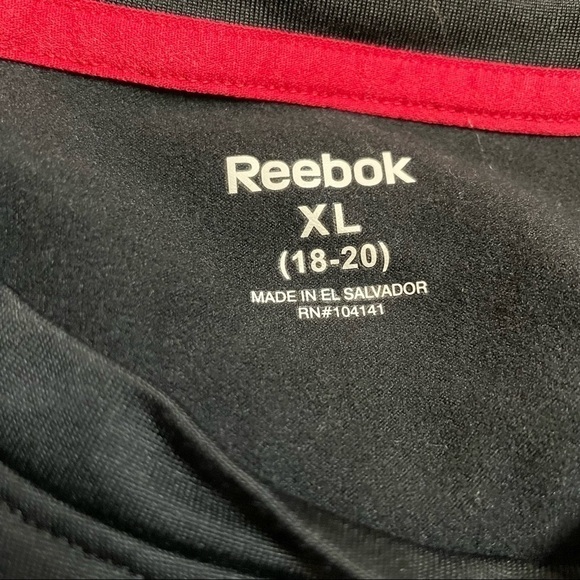 Reebok
XL
(18-20)
MADE IN EL SALVADOR
RN#104141